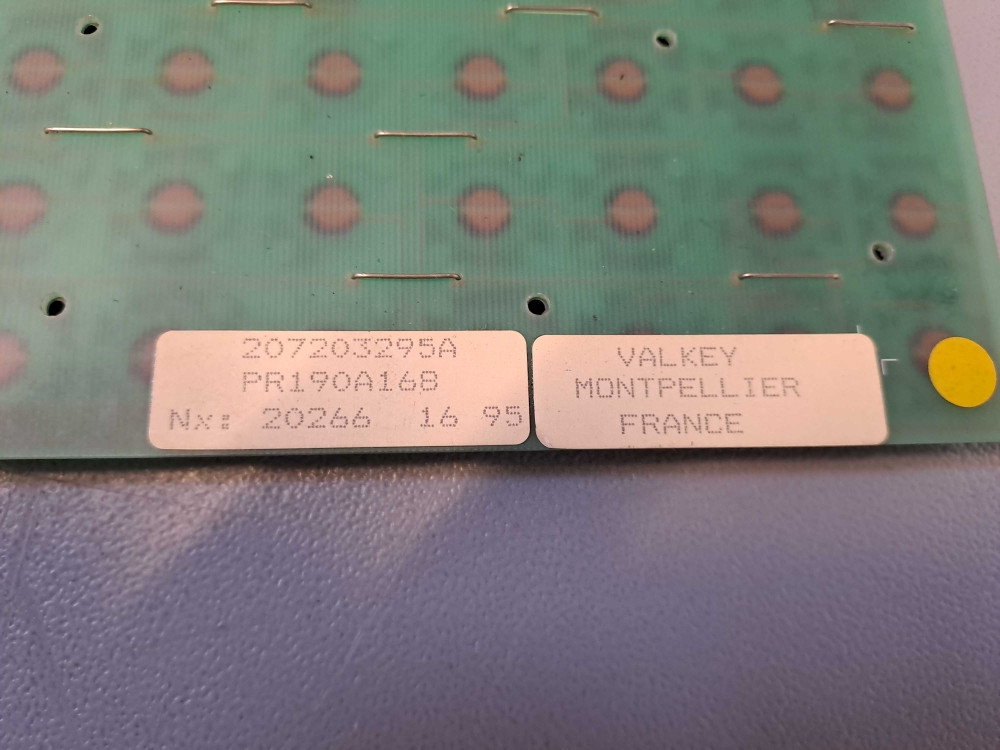 207203295A
PR190A168
Nx: 20266 16 95
VALKEY
MONTPELLIER
FRANCE